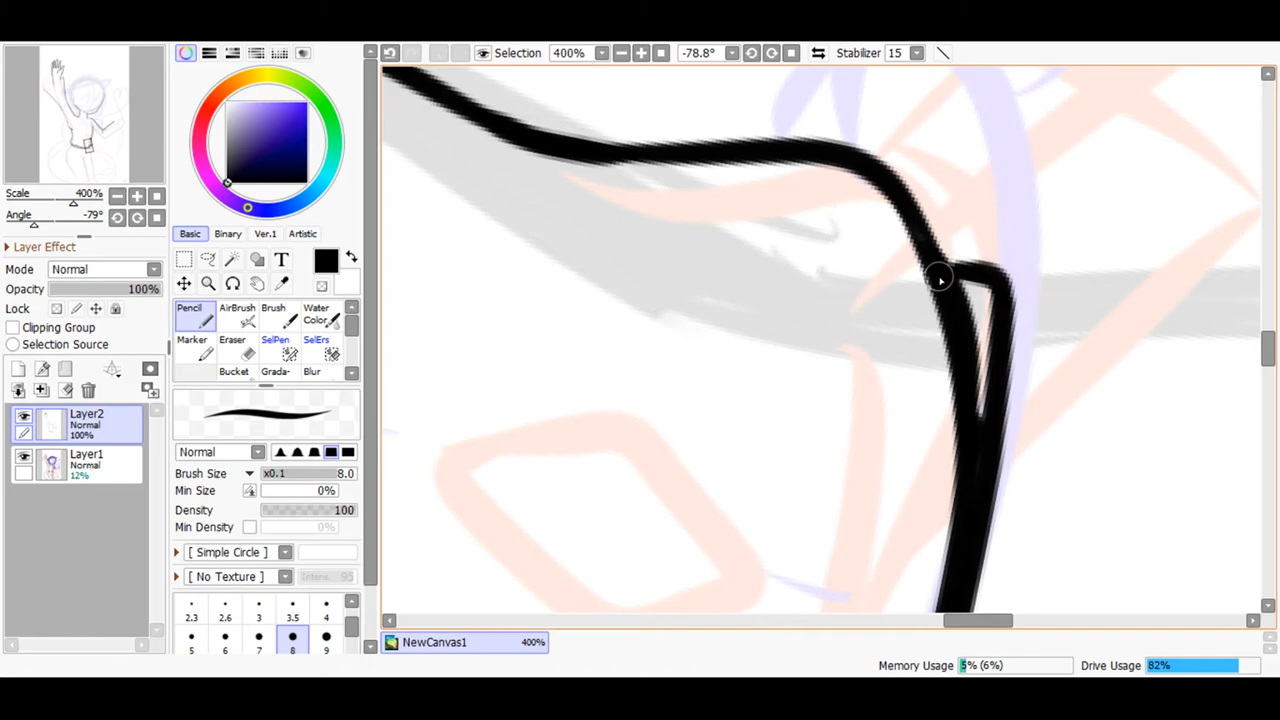 Selection
400%
-78.8°
Stabilizer 15
Scale 400%
Angle -79°
Layer Effect
Mode Normal
Opacity 100%
Lock
Clipping Group
Selection Source
Layer2
Normal
100%
Layer1
Normal
12%
Basic Binary Ver.1 Artistic
T
Pencil AirBrush Brush Water
Color
Marker Eraser SelPen SelErs
Bucket Grada- Blur
Normal
Brush Size x0.1 8.0
Min Size 0%
Density 100
Min Density 0%
[ Simple Circle ]
[ No Texture ] Intens. 95
2.3 2.6 3 3.5 4
5 6 7 8 9
NewCanvas1 400%
Memory Usage 5% (6%) Drive Usage 82%